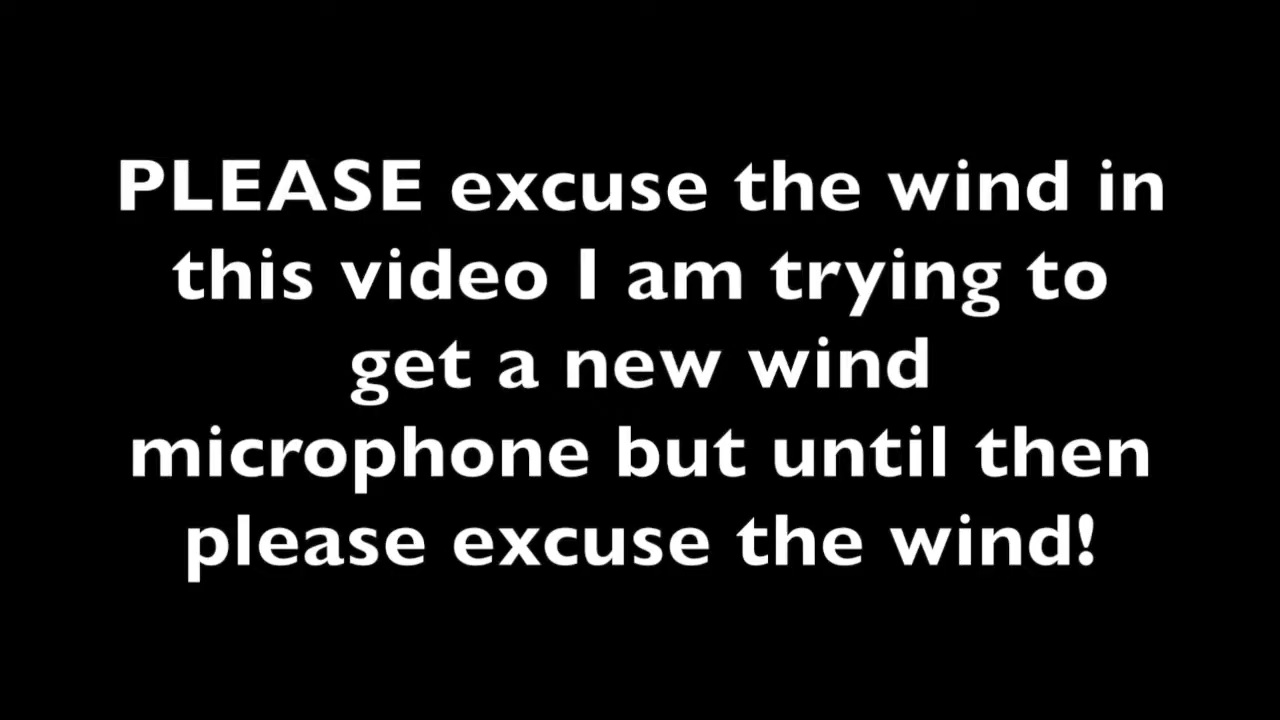 PLEASE excuse the wind in
this video I am trying to
get a new wind
microphone but until then
please excuse the wind!